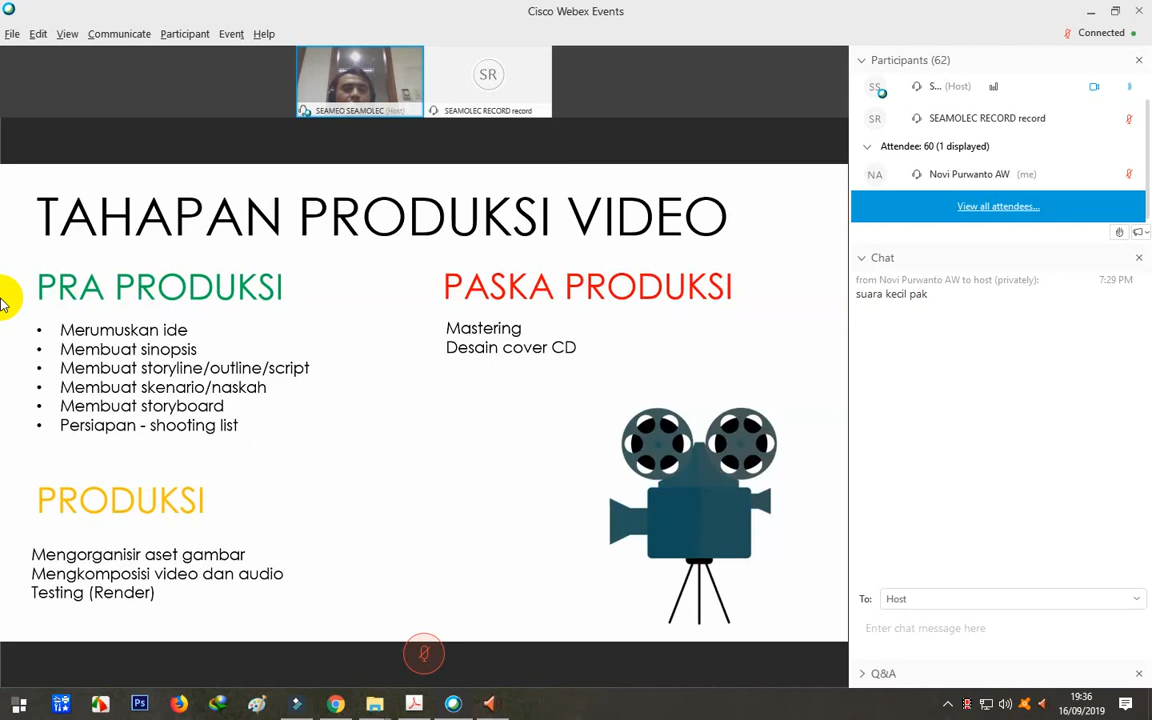 Cisco Webex Events
File Edit View Communicate Participant Event Help
Connected
SEAMEO SEAMOLEC (Host)
SR
SEAMOLEC RECORD record
TAHAPAN PRODUKSI VIDEO
PRA PRODUKSI
• Merumuskan ide
• Membuat sinopsis
• Membuat storyline/outline/script
• Membuat skenario/naskah
• Membuat storyboard
• Persiapan - shooting list
PRODUKSI
Mengorganisir aset gambar
Mengkomposisi video dan audio
Testing (Render)
PASKA PRODUKSI
Mastering
Desain cover CD
Participants (62)
SS S... (Host)
SR SEAMOLEC RECORD record
Attendee: 60 (1 displayed)
NA Novi Purwanto AW (me)
View all attendees...
Chat
from Novi Purwanto AW to host (privately): 7:29 PM
suara kecil pak
To: Host
Enter chat message here
Q&A
Ps
19:36
16/09/2019